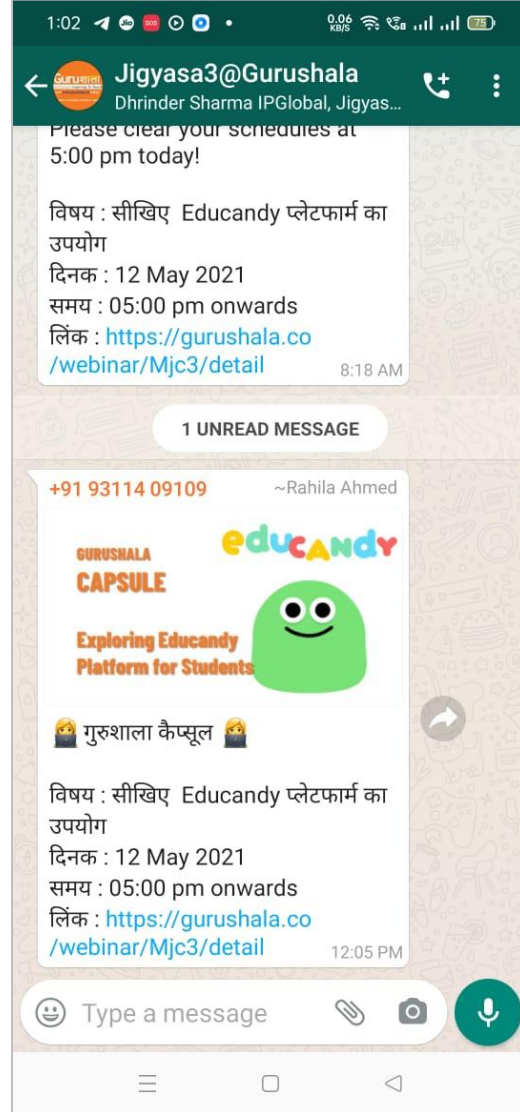 1:02
0.06
KB/S
75
Jigyasa3@Gurushala
Dhrinder Sharma IPGlobal, Jigyas...
Please clear your schedules at
5:00 pm today!
विषय : सीखिए Educandy प्लेटफार्म का
उपयोग
दिनक : 12 May 2021
समय : 05:00 pm onwards
लिंक : https://gurushala.co
/webinar/Mjc3/detail
8:18 AM
1 UNREAD MESSAGE
+91 93114 09109 ~Rahila Ahmed
educandy
GURUSHALA
CAPSULE
Exploring Educandy
Platform for Students
गुरुशाला कैप्सूल
विषय : सीखिए Educandy प्लेटफार्म का
उपयोग
दिनक : 12 May 2021
समय : 05:00 pm onwards
लिंक : https://gurushala.co
/webinar/Mjc3/detail
12:05 PM
Type a message